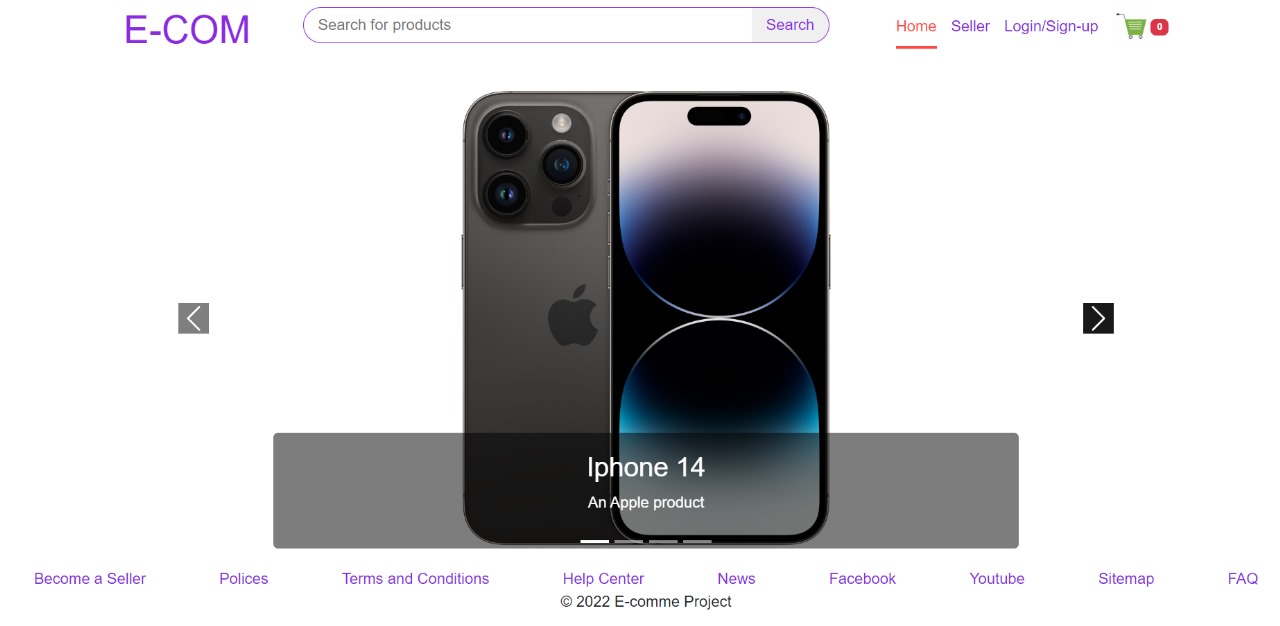 E-COM
Search for products
Search
Home
Seller
Login/Sign-up
0
Iphone 14
An Apple product
Become a Seller
Polices
Terms and Conditions
Help Center
News
Facebook
Youtube
Sitemap
FAQ
© 2022 E-comme Project